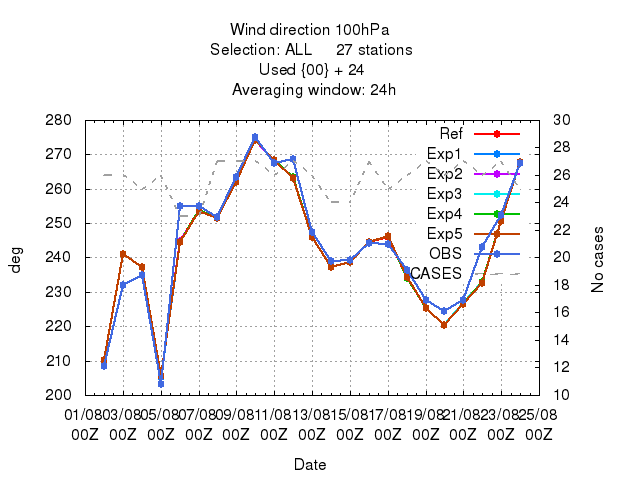 Wind direction 100hPa
Selection: ALL 27 stations
Used {00} + 24
Averaging window: 24h
280
270
260
250
240
230
220
210
200
deg
30
28
26
24
22
20
18
16
14
12
10
No cases
Ref
Exp1
Exp2
Exp3
Exp4
Exp5
OBS
CASES
01/08 03/08 05/08 07/08 09/08 11/08 13/08 15/08 17/08 19/08 21/08 23/08 25/08
00Z 00Z 00Z 00Z 00Z 00Z 00Z 00Z 00Z 00Z 00Z 00Z 00Z
Date